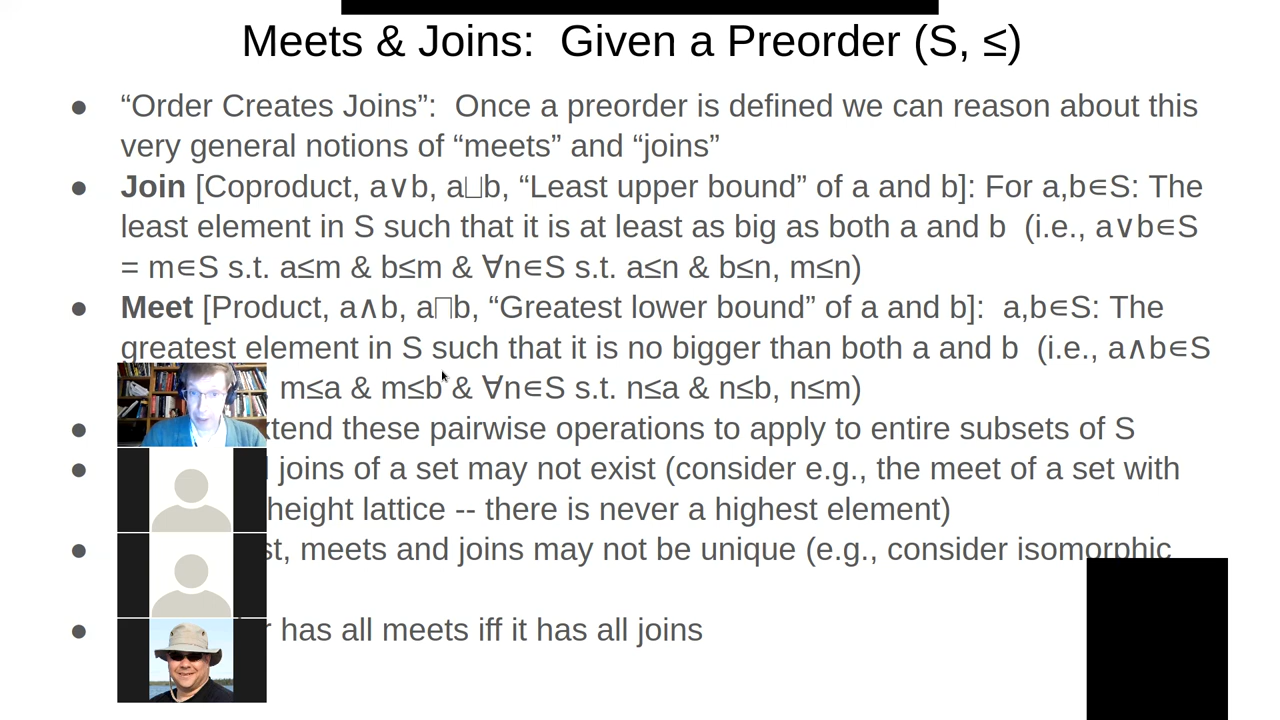 Meets & Joins: Given a Preorder (S, ≤)
● “Order Creates Joins”: Once a preorder is defined we can reason about this
very general notions of “meets” and “joins”
● Join [Coproduct, a∨b, a⊔b, “Least upper bound” of a and b]: For a,b∈S: The
least element in S such that it is at least as big as both a and b (i.e., a∨b∈S
= m∈S s.t. a≤m & b≤m & ∀n∈S s.t. a≤n & b≤n, m≤n)
● Meet [Product, a∧b, a⊓b, “Greatest lower bound” of a and b]: a,b∈S: The
greatest element in S such that it is no bigger than both a and b (i.e., a∧b∈S
m≤a & m≤b & ∀n∈S s.t. n≤a & n≤b, n≤m)
● these pairwise operations to apply to entire subsets of S
● joins of a set may not exist (consider e.g., the meet of a set with
height lattice -- there is never a highest element)
● meets and joins may not be unique (e.g., consider isomorphic
● has all meets iff it has all joins